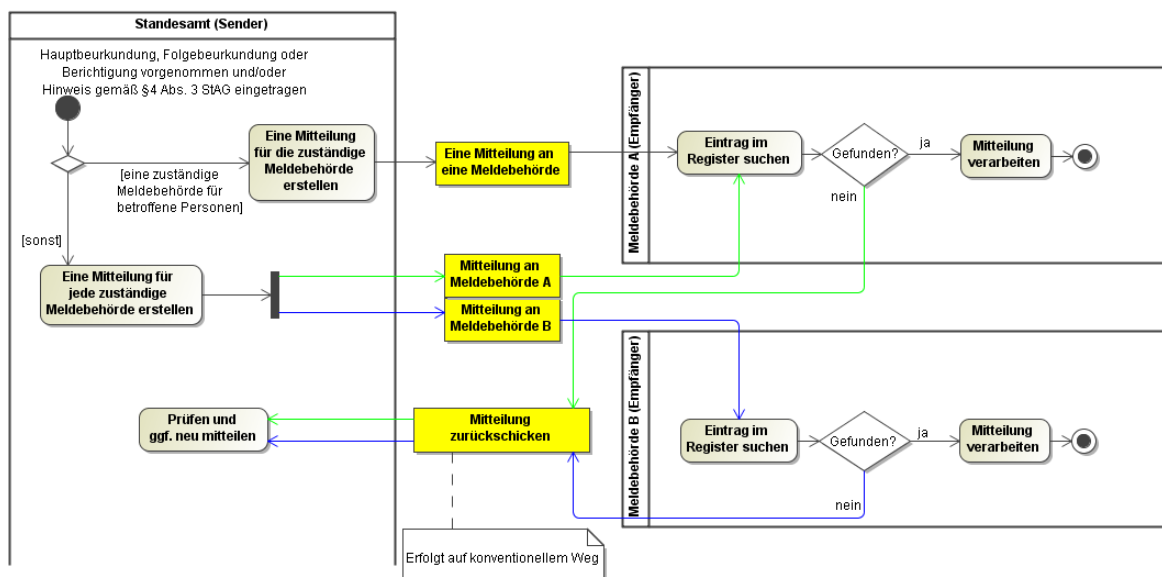 Standesamt (Sender)
Hauptbeurkundung, Folgebeurkundung oder
Berichtigung vorgenommen und/oder
Hinweis gemäß §4 Abs. 3 StAG eingetragen
Eine Mitteilung
für die zuständige
Meldebehörde
erstellen
[eine zuständige
Meldebehörde für
betroffene Personen]
[sonst]
Eine Mitteilung für
jede zuständige
Meldebehörde erstellen
Eine Mitteilung an
eine Meldebehörde
Mitteilung an
Meldebehörde A
Mitteilung an
Meldebehörde B
Prüfen und
ggf. neu mitteilen
Mitteilung
zurückschicken
Erfolgt auf konventionellem Weg
Meldebehörde A (Empfänger)
Eintrag im
Register suchen
Gefunden?
ja
nein
Mitteilung
verarbeiten
Meldebehörde B (Empfänger)
Eintrag im
Register suchen
Gefunden?
ja
nein
Mitteilung
verarbeiten